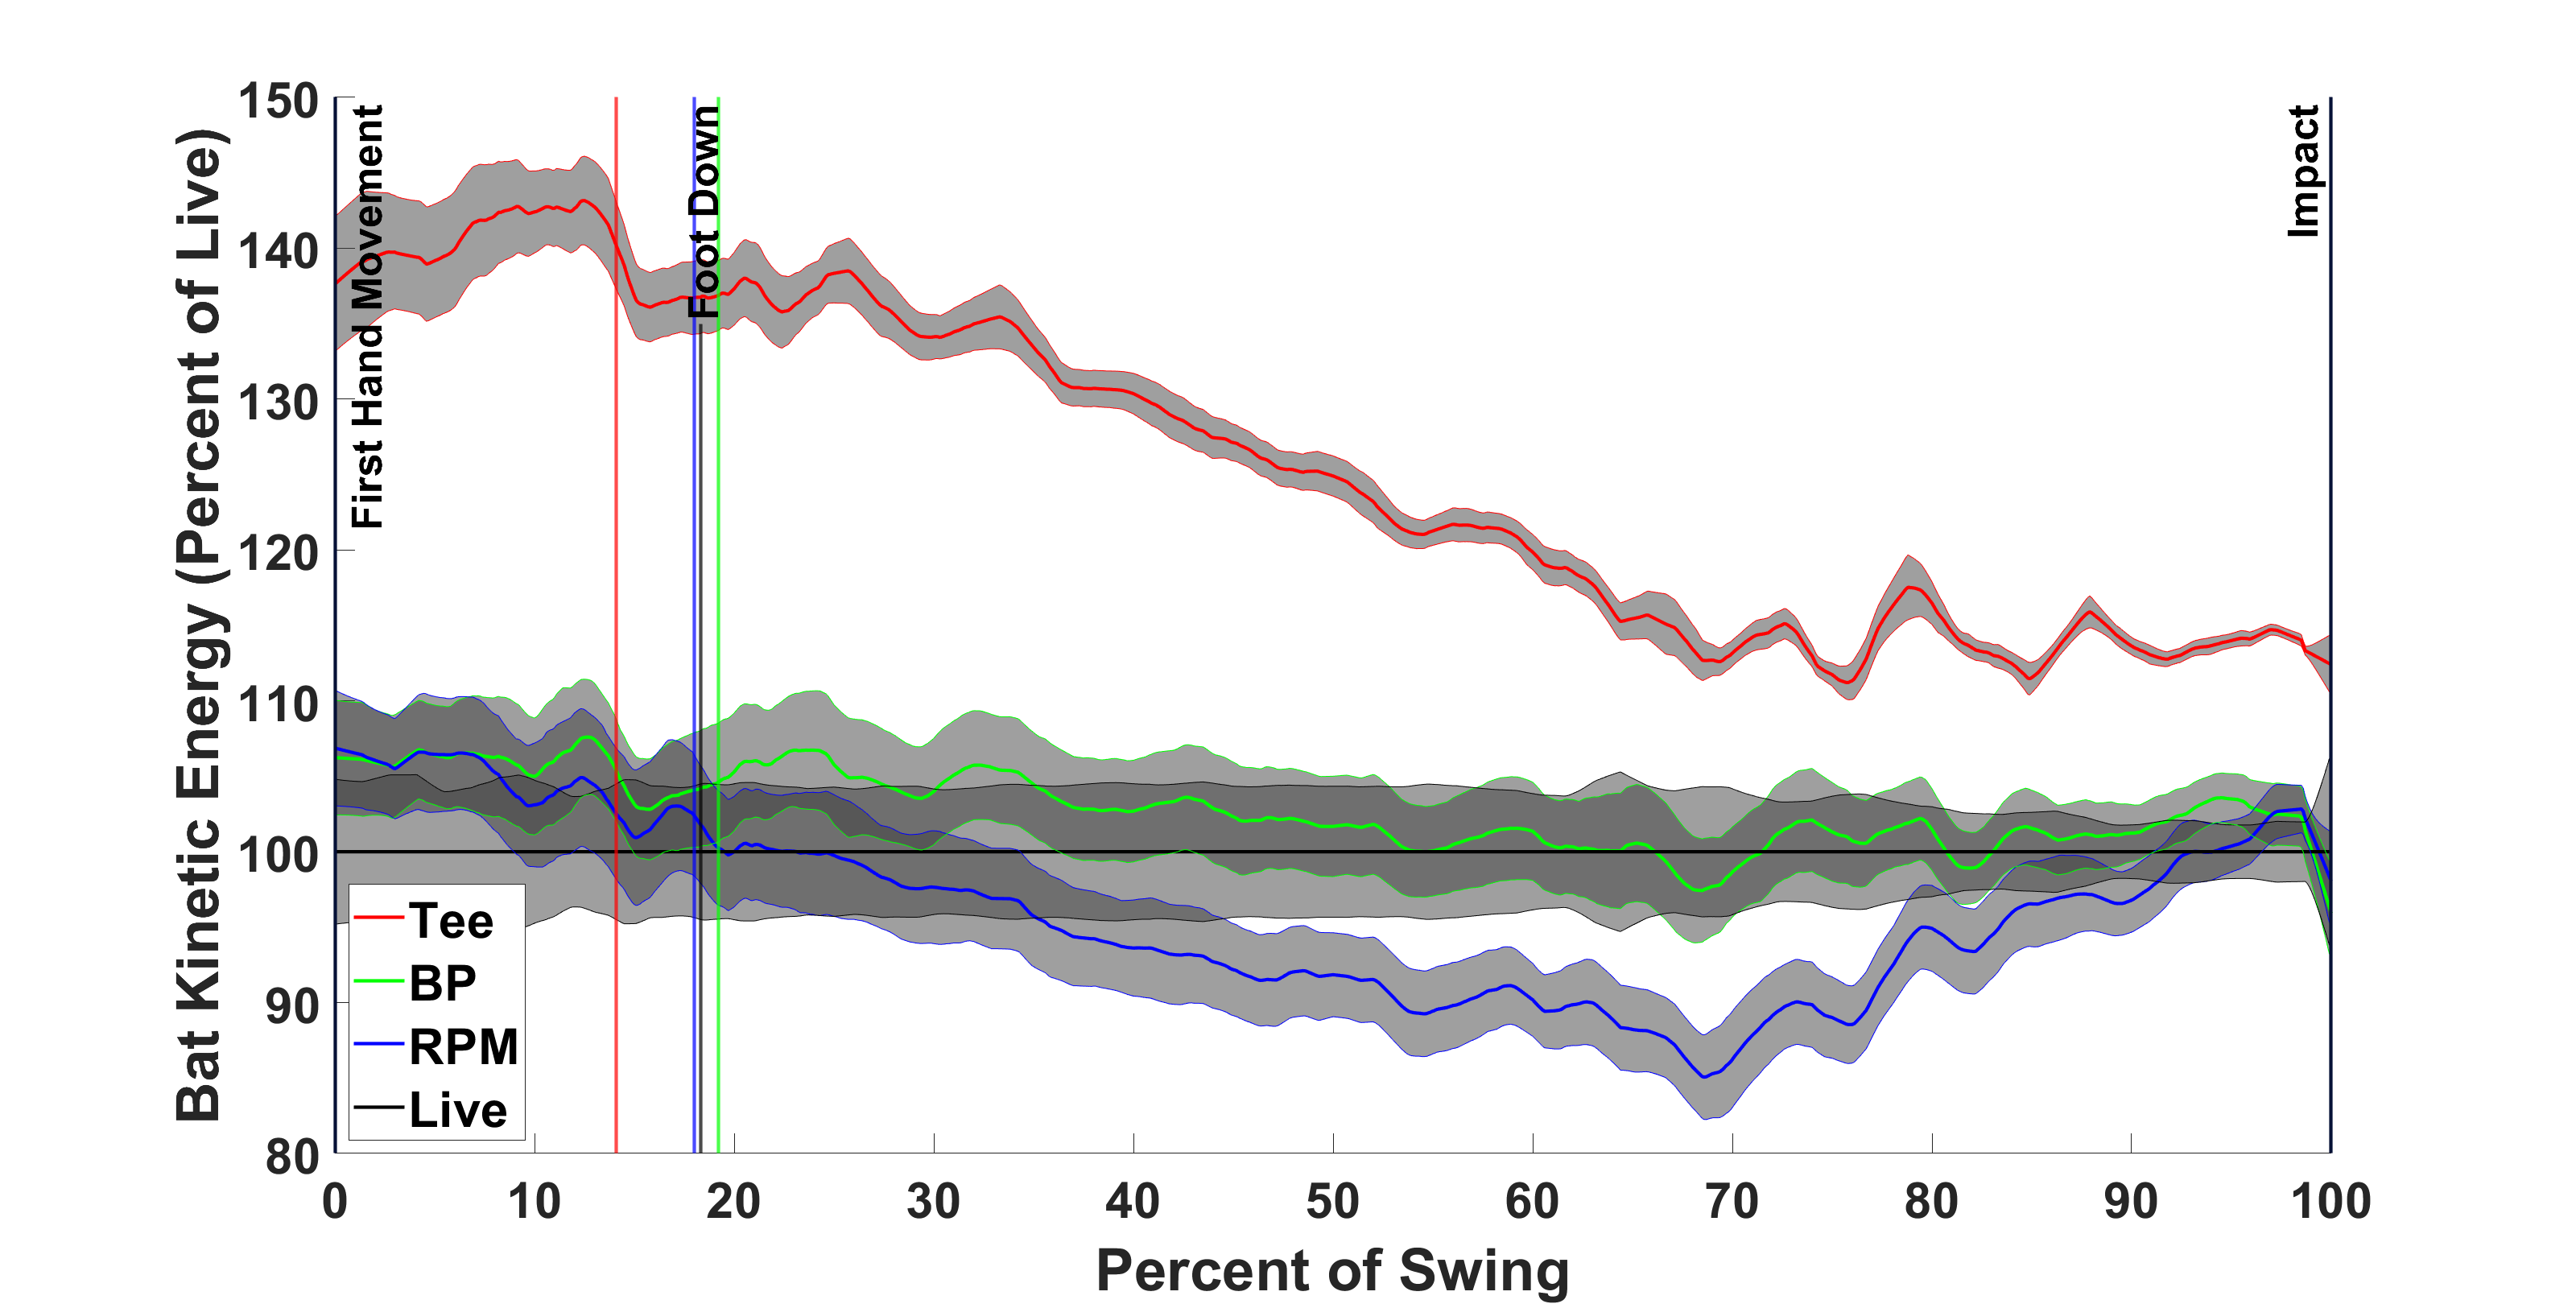 Bat Kinetic Energy (Percent of Live)
150
140
130
120
110
100
90
80
First Hand Movement
Foot Down
Impact
Tee
BP
RPM
Live
0 10 20 30 40 50 60 70 80 90 100
Percent of Swing